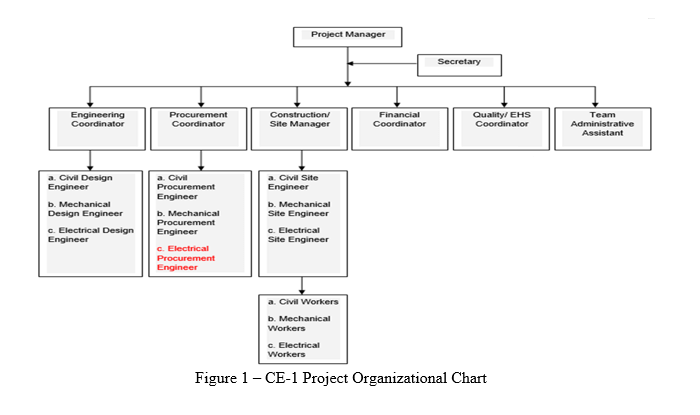 Project Manager
Secretary
Engineering
Coordinator
Procurement
Coordinator
Construction/
Site Manager
Financial
Coordinator
Quality/ EHS
Coordinator
Team
Administrative
Assistant
a. Civil Design
Engineer
b. Mechanical
Design Engineer
c. Electrical Design
Engineer
a. Civil
Procurement
Engineer
b. Mechanical
Procurement
Engineer
c. Electrical
Procurement
Engineer
a. Civil Site
Engineer
b. Mechanical
Site Engineer
c. Electrical
Site Engineer
a. Civil Workers
b. Mechanical
Workers
c. Electrical
Workers
Figure 1 – CE-1 Project Organizational Chart